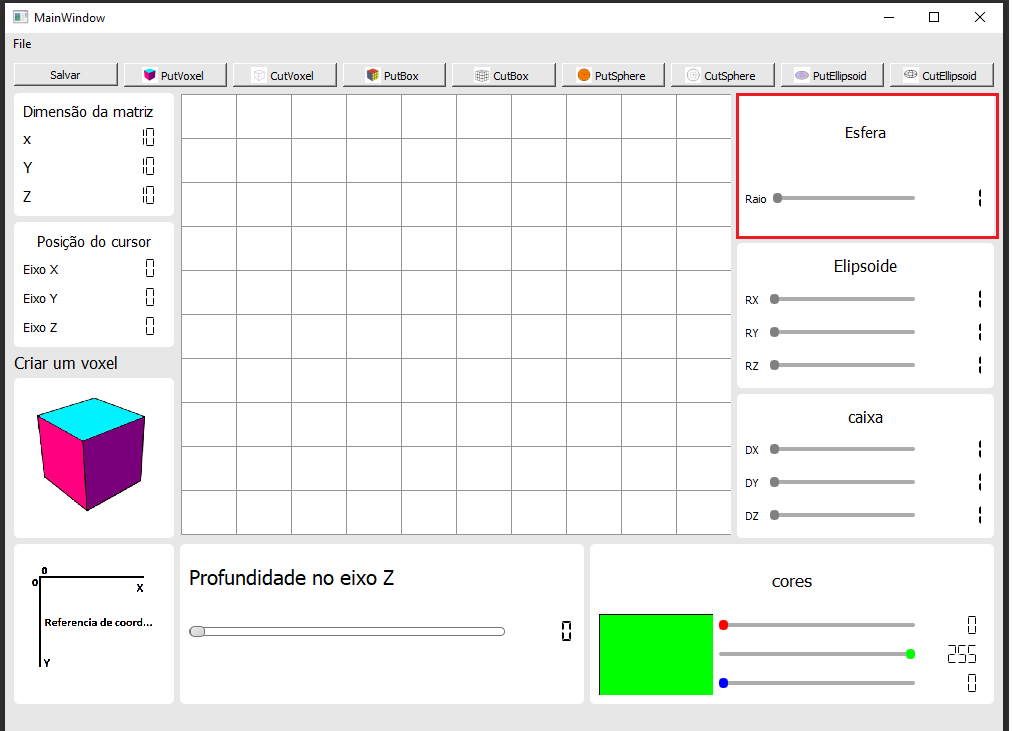 MainWindow
File
Salvar PutVoxel CutVoxel PutBox CutBox PutSphere CutSphere PutEllipsoid CutEllipsoid
Dimensão da matriz
x 10
Y 10
Z 10
Posição do cursor
Eixo X 0
Eixo Y 0
Eixo Z 0
Criar um voxel
0
0
X
Referencia de coord...
Y
Esfera
Raio 1
Elipsoide
RX 1
RY 1
RZ 1
caixa
DX 1
DY 1
DZ 1
Profundidade no eixo Z
0
cores
0
255
0